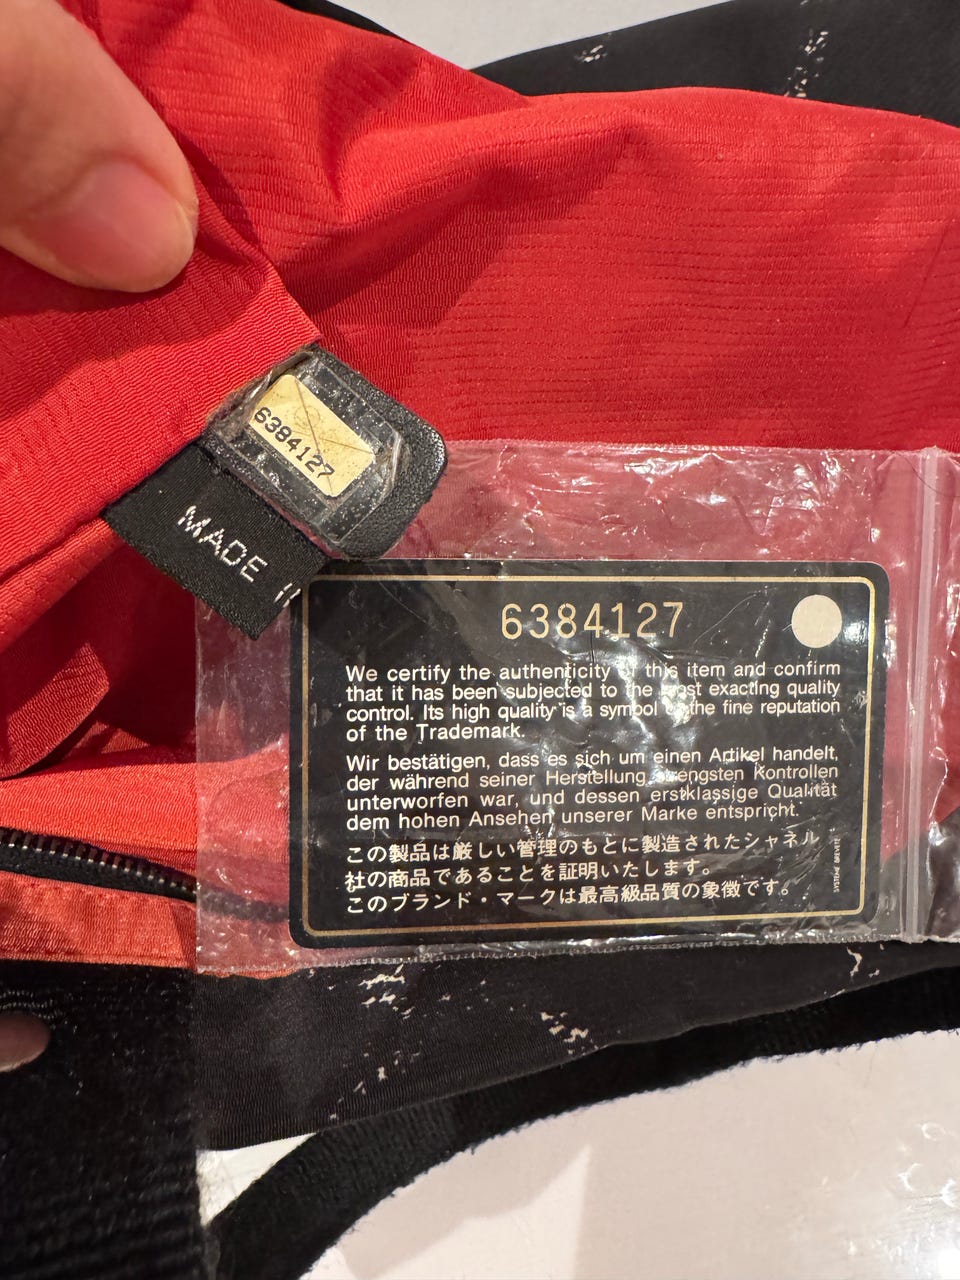 6384127
MADE
6384127
We certify the authenticity of this item and confirm
that it has been subjected to the most exacting quality
control. Its high quality is a symbol of the fine reputation
of the Trademark.
Wir bestätigen, dass es sich um einen Artikel handelt,
der während seiner Herstellung strengsten Kontrollen
unterworfen war, und dessen erstklassige Qualität
dem hohen Ansehen unserer Marke entspricht.
この製品は厳しい管理のもとに製造されたシャネル
社の商品であることを証明いたします。
このブランド・マークは最高級品質の象徴です。